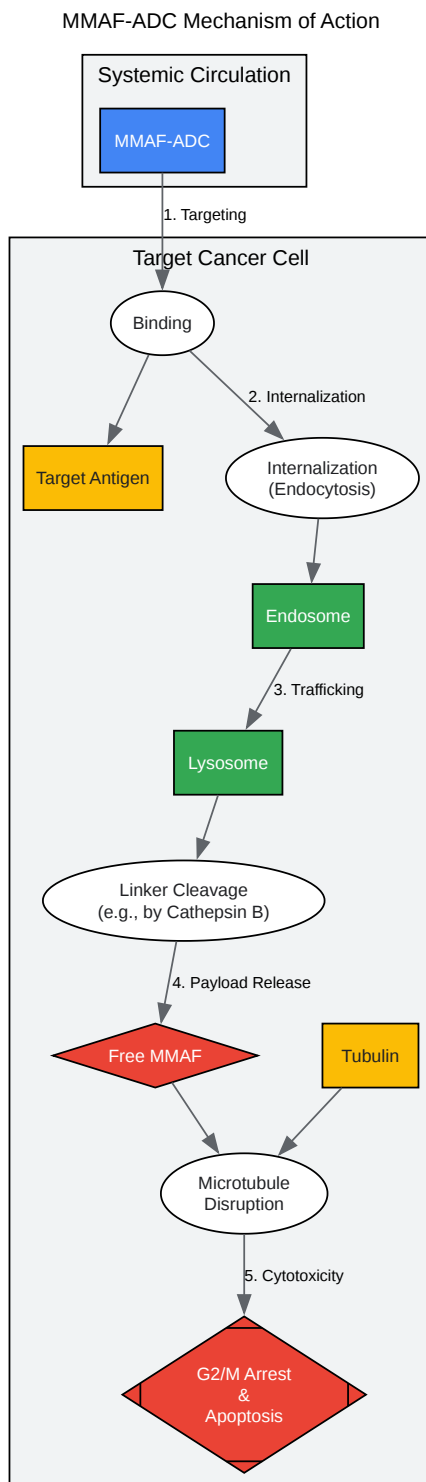 MMAF-ADC Mechanism of Action
Systemic Circulation
MMAF-ADC
1. Targeting
Target Cancer Cell
Binding
2. Internalization
Target Antigen
Internalization
(Endocytosis)
Endosome
3. Trafficking
Lysosome
Linker Cleavage
(e.g., by Cathepsin B)
4. Payload Release
Free MMAF
Tubulin
Microtubule
Disruption
5. Cytotoxicity
G2/M Arrest
&
Apoptosis